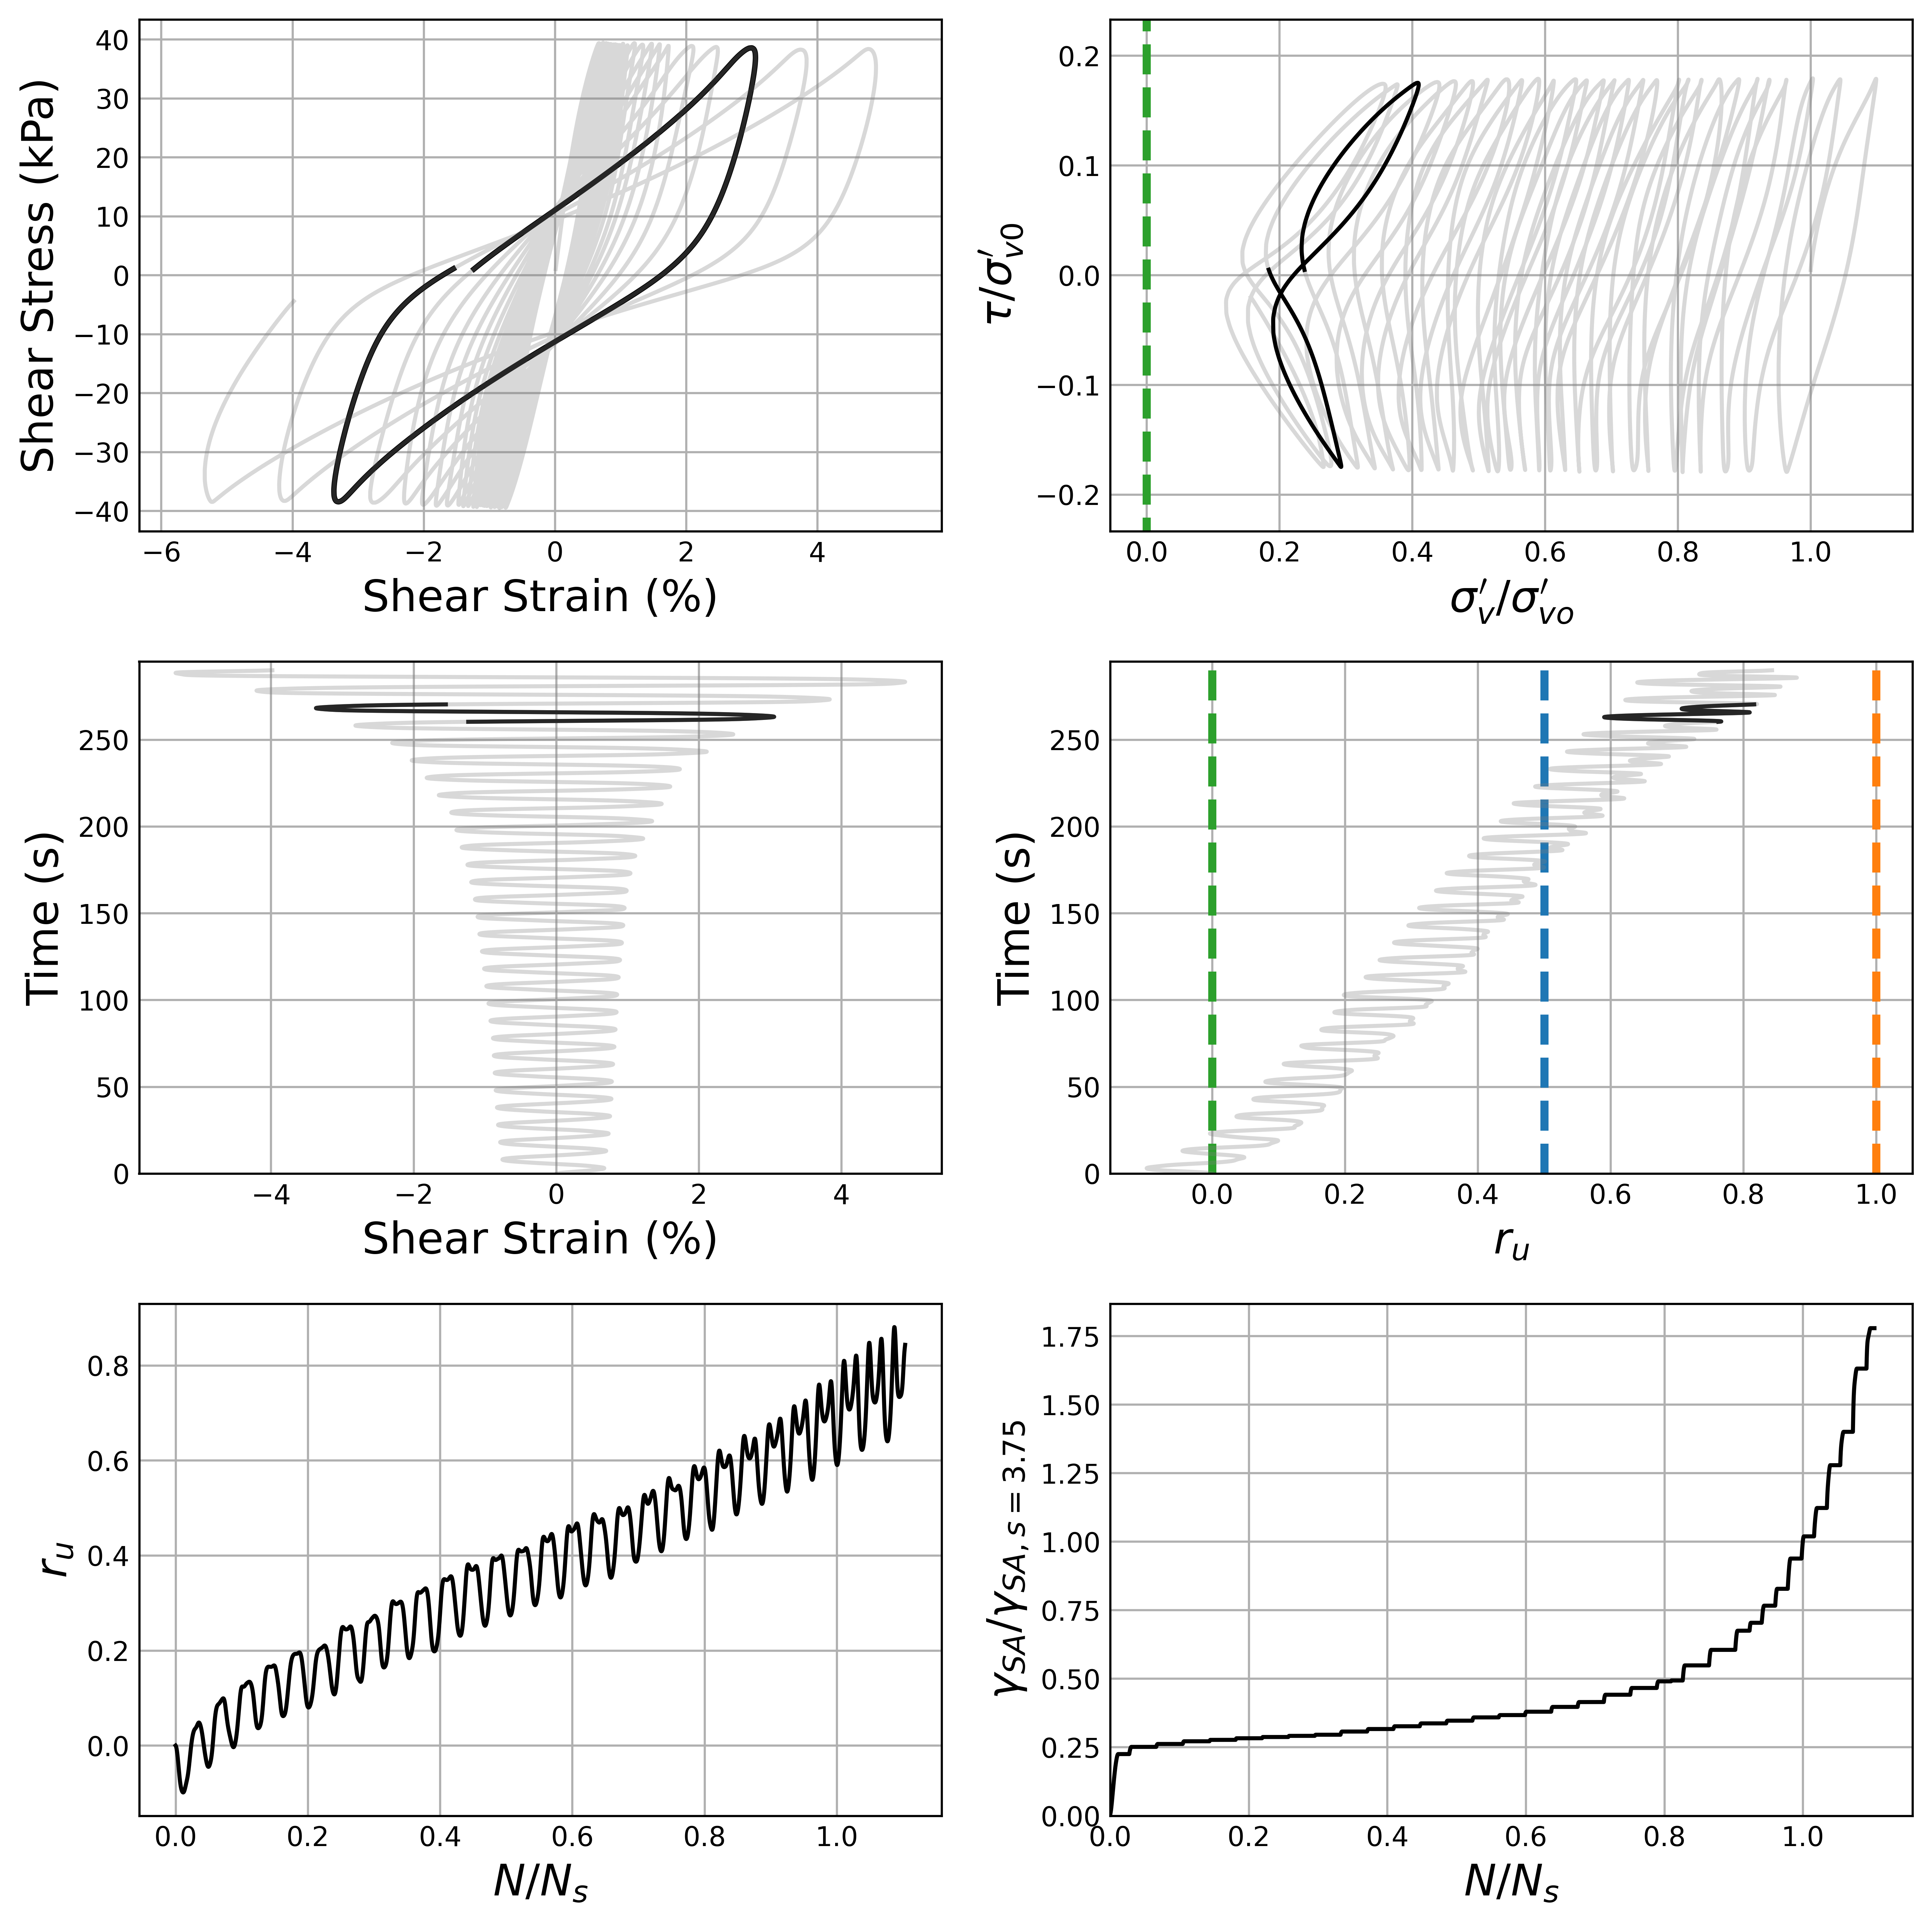 40
30
20
10
0
−10
−20
−30
−40
Shear Stress (kPa)
−6 −4 −2 0 2 4
Shear Strain (%)
0.2
0.1
0.0
−0.1
−0.2
τ/σ′v0
0.0 0.2 0.4 0.6 0.8 1.0
σ′v/σ′vo
250
200
150
100
50
0
Time (s)
−4 −2 0 2 4
Shear Strain (%)
250
200
150
100
50
0
Time (s)
0.0 0.2 0.4 0.6 0.8 1.0
ru
0.8
0.6
0.4
0.2
0.0
ru
0.0 0.2 0.4 0.6 0.8 1.0
N/Ns
1.75
1.50
1.25
1.00
0.75
0.50
0.25
0.00
γSA/γSA, s = 3.75
0.0 0.2 0.4 0.6 0.8 1.0
N/Ns